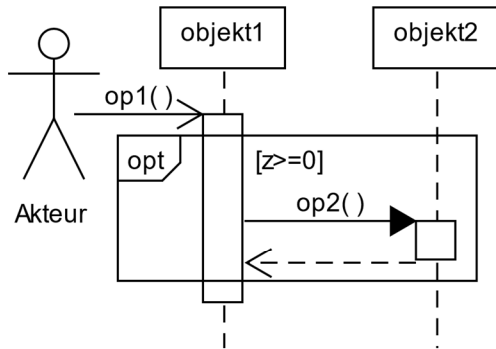 objekt1
objekt2
op1( )
opt
[z>=0]
op2( )
Akteur